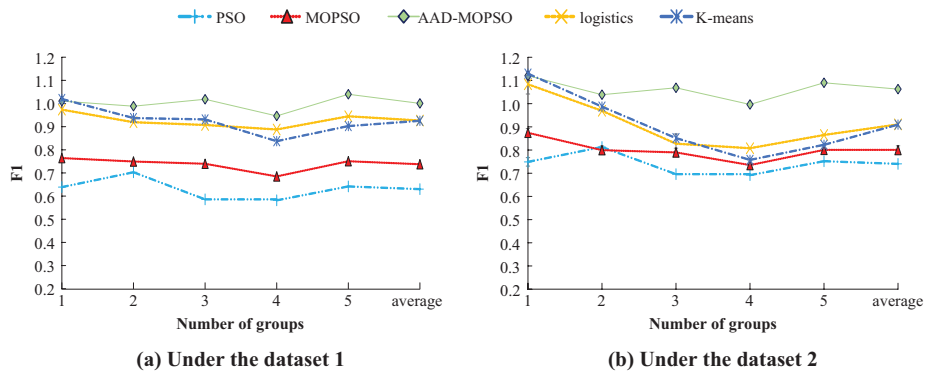 PSO MOPSO AAD-MOPSO logistics K-means
1.2
1.1
1.0
0.9
0.8
0.7
0.6
0.5
0.4
0.3
0.2
F1
1 2 3 4 5 average
Number of groups
(a) Under the dataset 1
1.2
1.1
1.0
0.9
0.8
0.7
0.6
0.5
0.4
0.3
0.2
F1
1 2 3 4 5 average
Number of groups
(b) Under the dataset 2